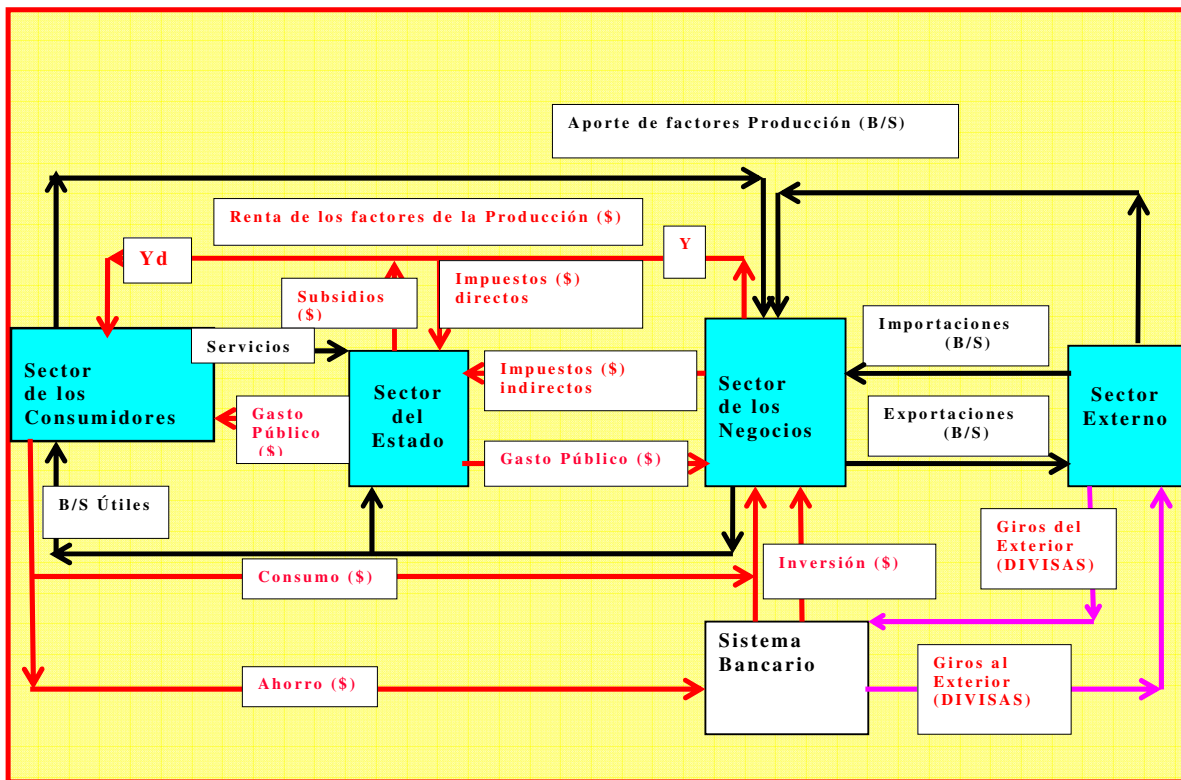 Aporte de factores Producción (B/S)
Renta de los factores de la Producción ($)
Y
Yd
Impuestos ($)
directos
Subsidios
($)
Servicios
Importaciones
(B/S)
Sector
de los
Consumidores
Impuestos ($)
indirectos
Sector
del
Estado
Sector
de los
Negocios
Sector
Externo
Gasto
Público
($)
Exportaciones
(B/S)
Gasto Público ($)
B/S Útiles
Giros del
Exterior
(DIVISAS)
Consumo ($)
Inversión ($)
Sistema
Bancario
Ahorro ($)
Giros al
Exterior
(DIVISAS)